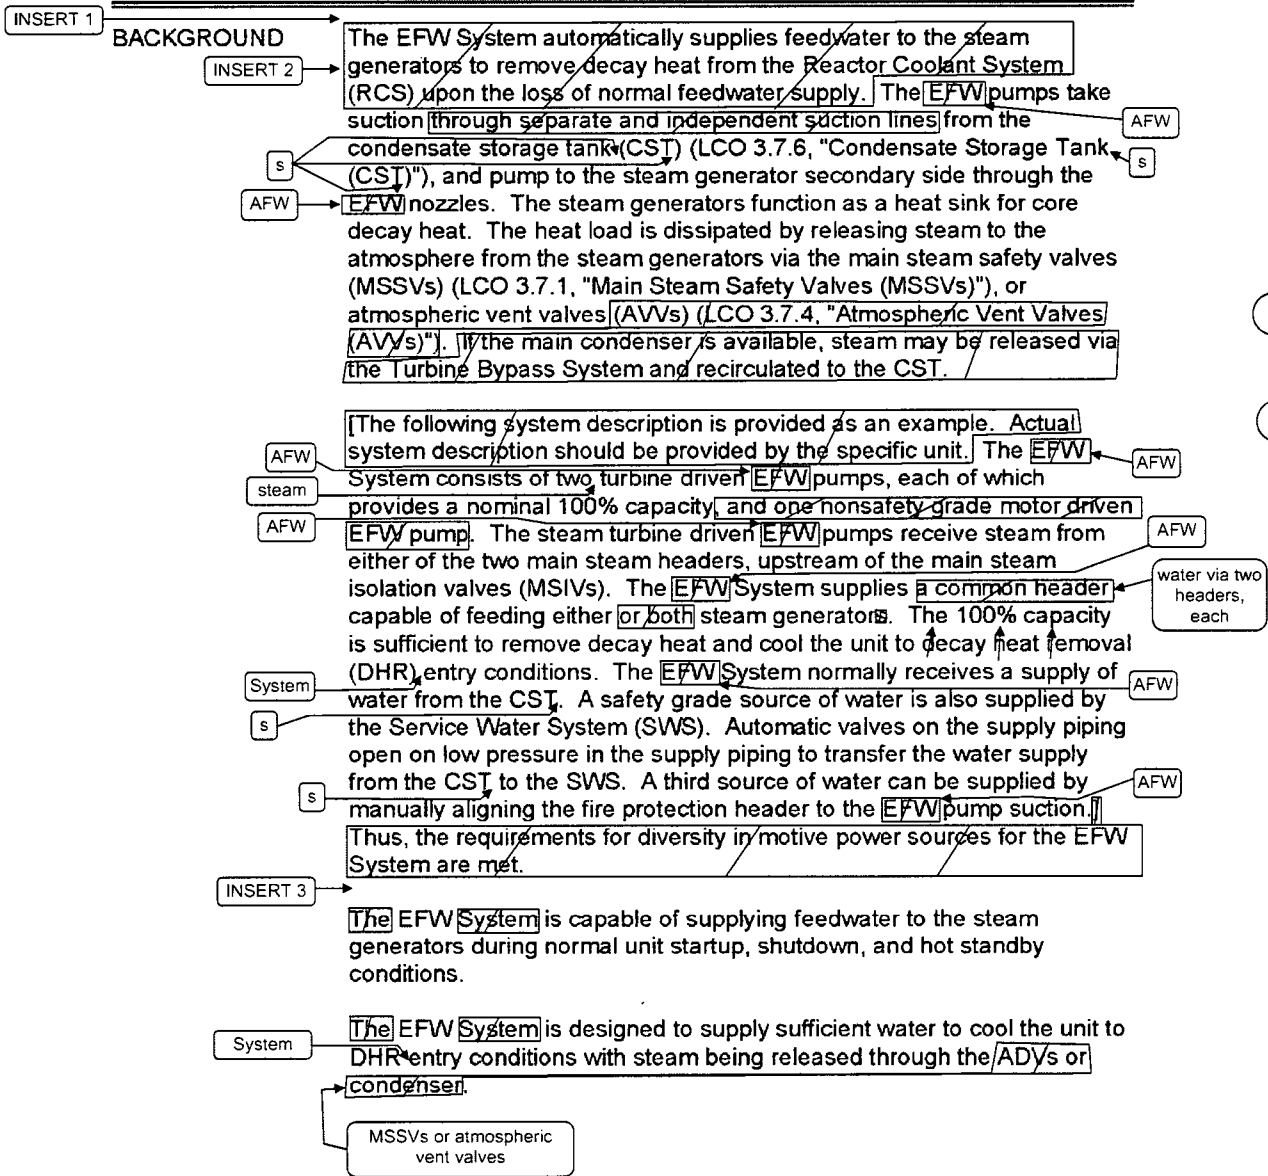 INSERT 1
BACKGROUND The EFW System automatically supplies feedwater to the steam
INSERT 2 generators to remove decay heat from the Reactor Coolant System
(RCS) upon the loss of normal feedwater supply. The EFW pumps take
AFW
suction through separate and independent suction lines from the
condensate storage tank (CST) (LCO 3.7.6, "Condensate Storage Tank
s s
(CST)"), and pump to the steam generator secondary side through the
AFW EFW nozzles. The steam generators function as a heat sink for core
decay heat. The heat load is dissipated by releasing steam to the
atmosphere from the steam generators via the main steam safety valves
(MSSVs) (LCO 3.7.1, "Main Steam Safety Valves (MSSVs)"), or
atmospheric vent valves (AVVs) (LCO 3.7.4, "Atmospheric Vent Valves
(AVVs)"). If the main condenser is available, steam may be released via
the Turbine Bypass System and recirculated to the CST.
[The following system description is provided as an example. Actual
system description should be provided by the specific unit. The EFW
AFW AFW
System consists of two turbine driven EFW pumps, each of which
steam
provides a nominal 100% capacity, and one nonsafety grade motor driven
AFW AFW
EFW pump. The steam turbine driven EFW pumps receive steam from
either of the two main steam headers, upstream of the main steam
isolation valves (MSIVs). The EFW System supplies a common header
water via two
headers,
each
capable of feeding either or both steam generators. The 100% capacity
is sufficient to remove decay heat and cool the unit to decay heat removal
(DHR) entry conditions. The EFW System normally receives a supply of
System AFW
water from the CST. A safety grade source of water is also supplied by
s
the Service Water System (SWS). Automatic valves on the supply piping
open on low pressure in the supply piping to transfer the water supply
from the CST to the SWS. A third source of water can be supplied by
s AFW
manually aligning the fire protection header to the EFW pump suction.]
Thus, the requirements for diversity in motive power sources for the EFW
System are met.
INSERT 3
The EFW System is capable of supplying feedwater to the steam
generators during normal unit startup, shutdown, and hot standby
conditions.
The EFW System is designed to supply sufficient water to cool the unit to
System
DHR entry conditions with steam being released through the ADVs or
condenser.
MSSVs or atmospheric
vent valves